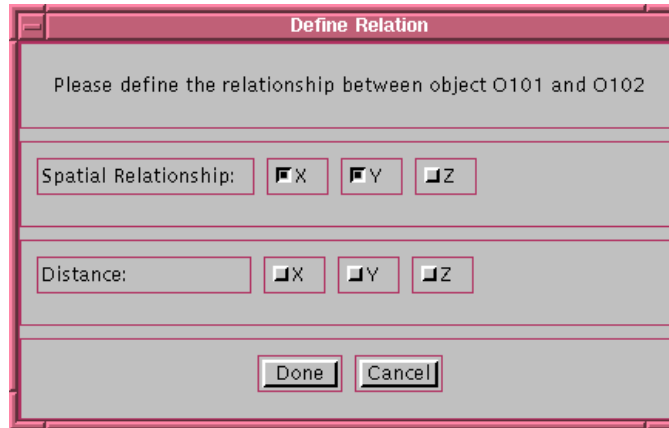 Define Relation
Please define the relationship between object O101 and O102
Spatial Relationship: X Y Z
Distance: X Y Z
Done Cancel